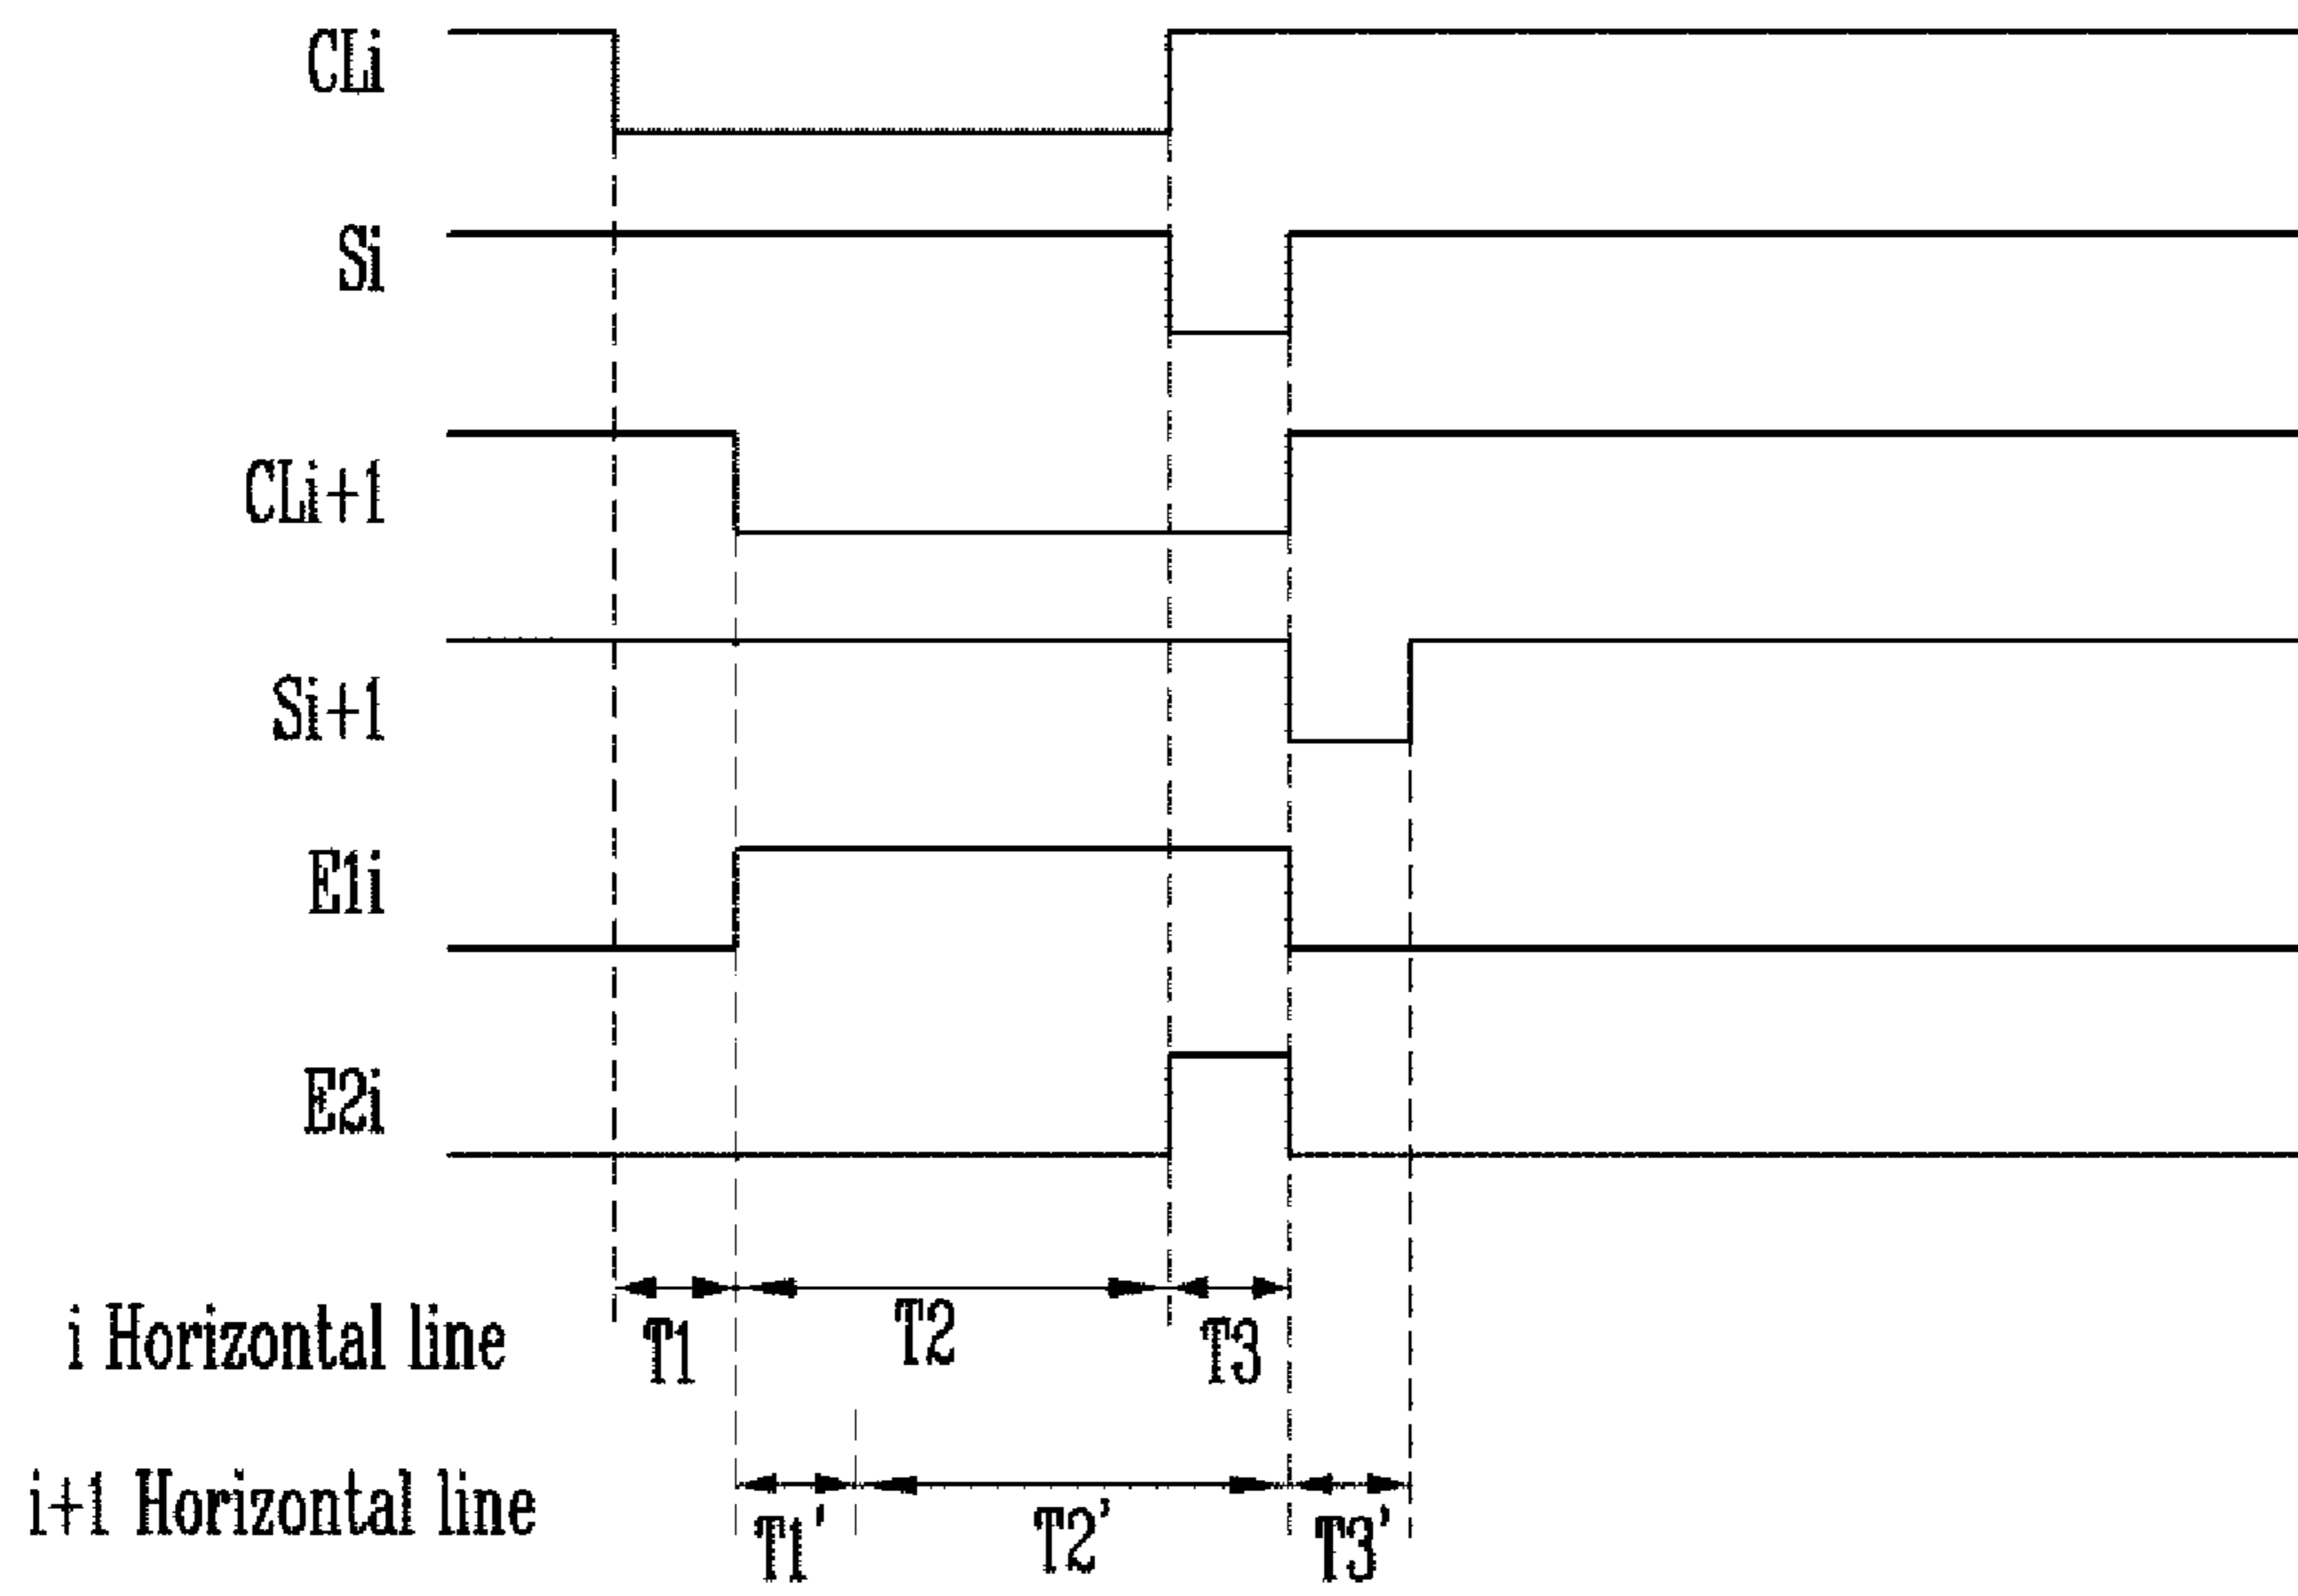 CLi
Si
CLi+1
Si+1
E1i
E2i
i Horizontal line
T1
T2
T3
i+1 Horizontal line
T1'
T2'
T3'